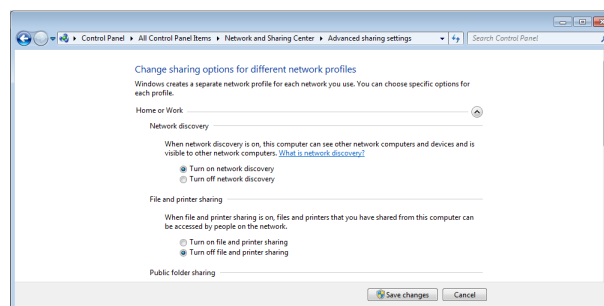 Control Panel ▸ All Control Panel Items ▸ Network and Sharing Center ▸ Advanced sharing settings
Search Control Panel
Change sharing options for different network profiles
Windows creates a separate network profile for each network you use. You can choose specific options for
each profile.
Home or Work
Network discovery
When network discovery is on, this computer can see other network computers and devices and is
visible to other network computers. What is network discovery?
Turn on network discovery
Turn off network discovery
File and printer sharing
When file and printer sharing is on, files and printers that you have shared from this computer can
be accessed by people on the network.
Turn on file and printer sharing
Turn off file and printer sharing
Public folder sharing
Save changes
Cancel